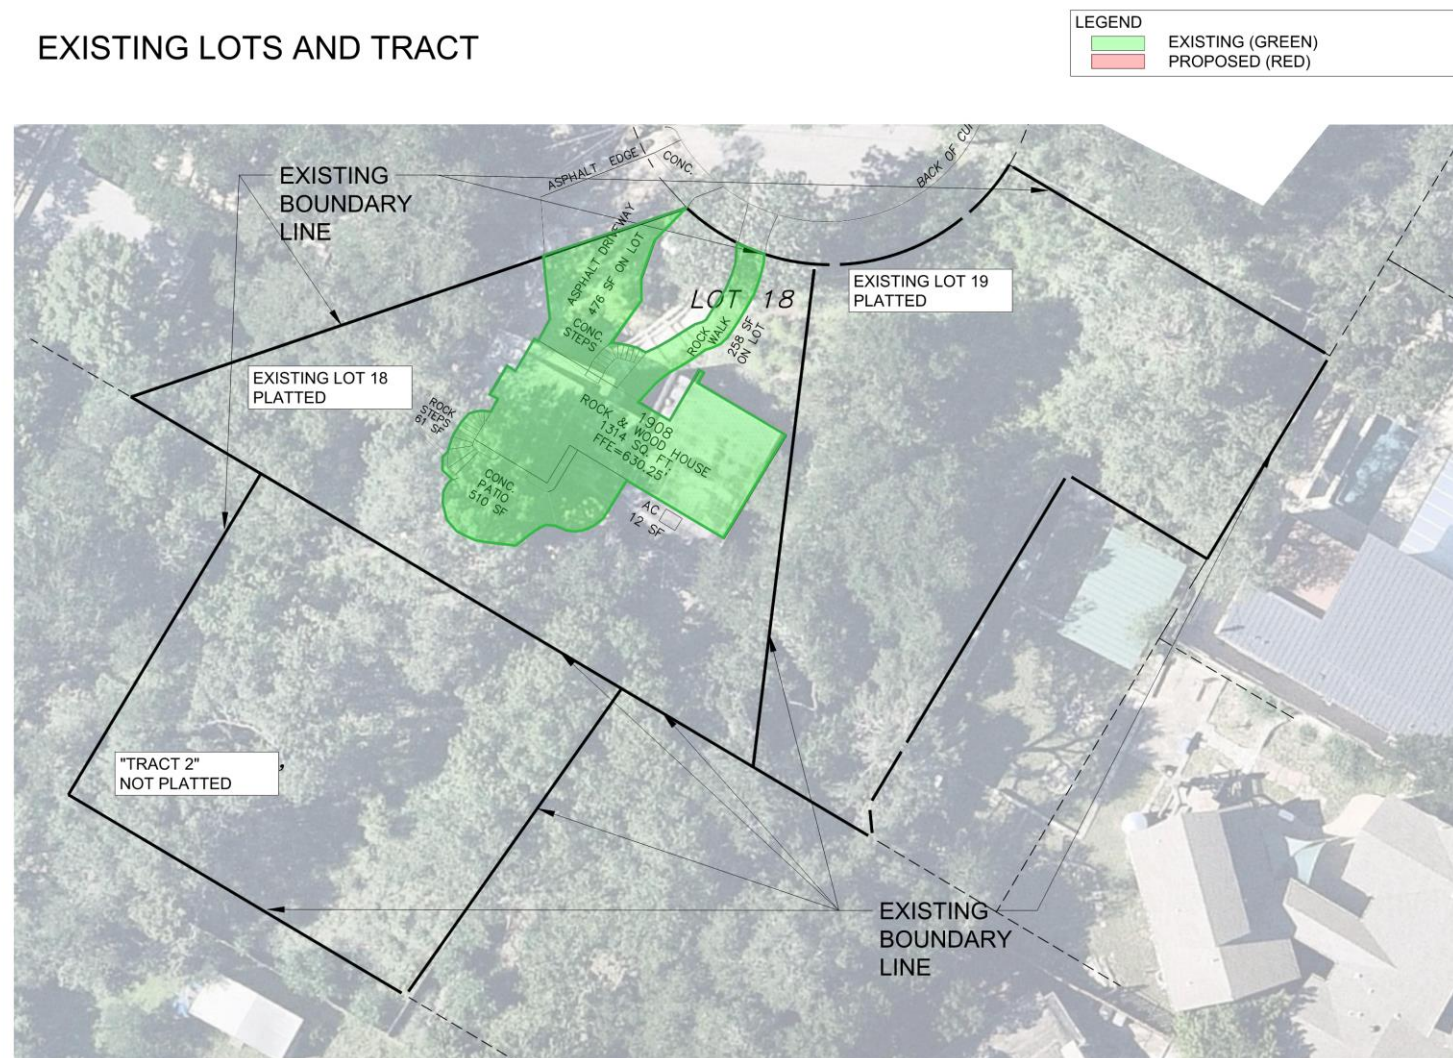 EXISTING LOTS AND TRACT
LEGEND
EXISTING (GREEN)
PROPOSED (RED)
EXISTING
BOUNDARY
LINE
ASPHALT EDGE
CONC.
BACK OF
ASPHALT DRIVEWAY
476 SF ON LOT
LOT 18
EXISTING LOT 19
PLATTED
CONC.
STEPS
ROCK
WALK
258 SF
ON LOT
EXISTING LOT 18
PLATTED
ROCK
STEPS
61 SF
1908
ROCK & WOOD HOUSE
1314 SQ. FT.
FFE=630.25'
CONC.
PATIO
510 SF
AC
12 SF
"TRACT 2"
NOT PLATTED
EXISTING
BOUNDARY
LINE